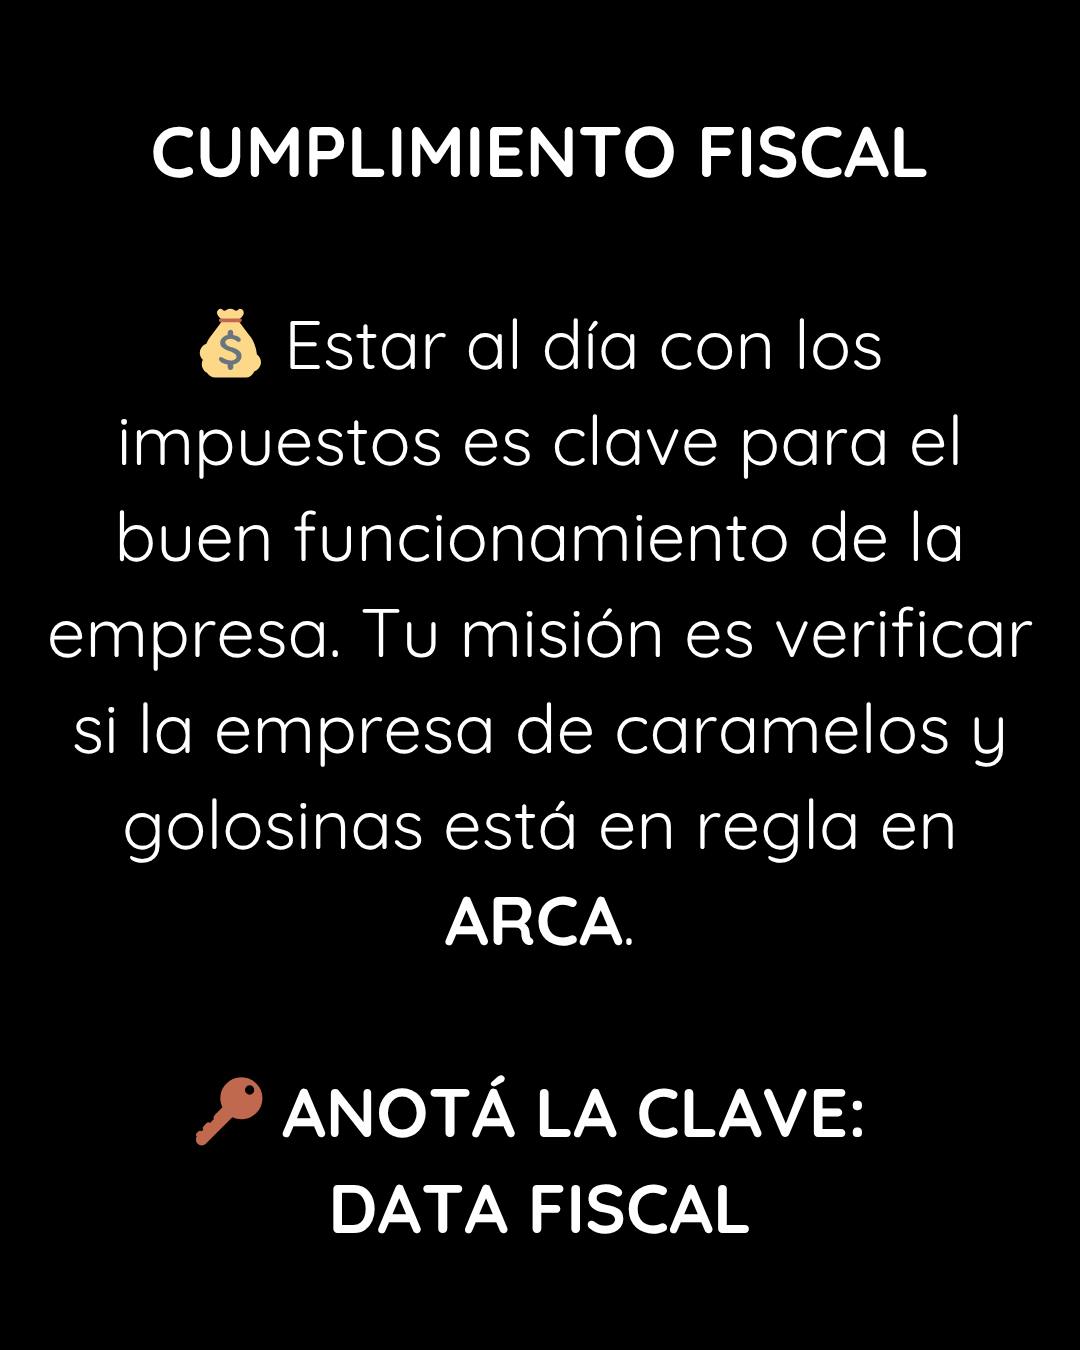 CUMPLIMIENTO FISCAL
💰 Estar al día con los
impuestos es clave para el
buen funcionamiento de la
empresa. Tu misión es verificar
si la empresa de caramelos y
golosinas está en regla en
ARCA.
🔑 ANOTÁ LA CLAVE:
DATA FISCAL